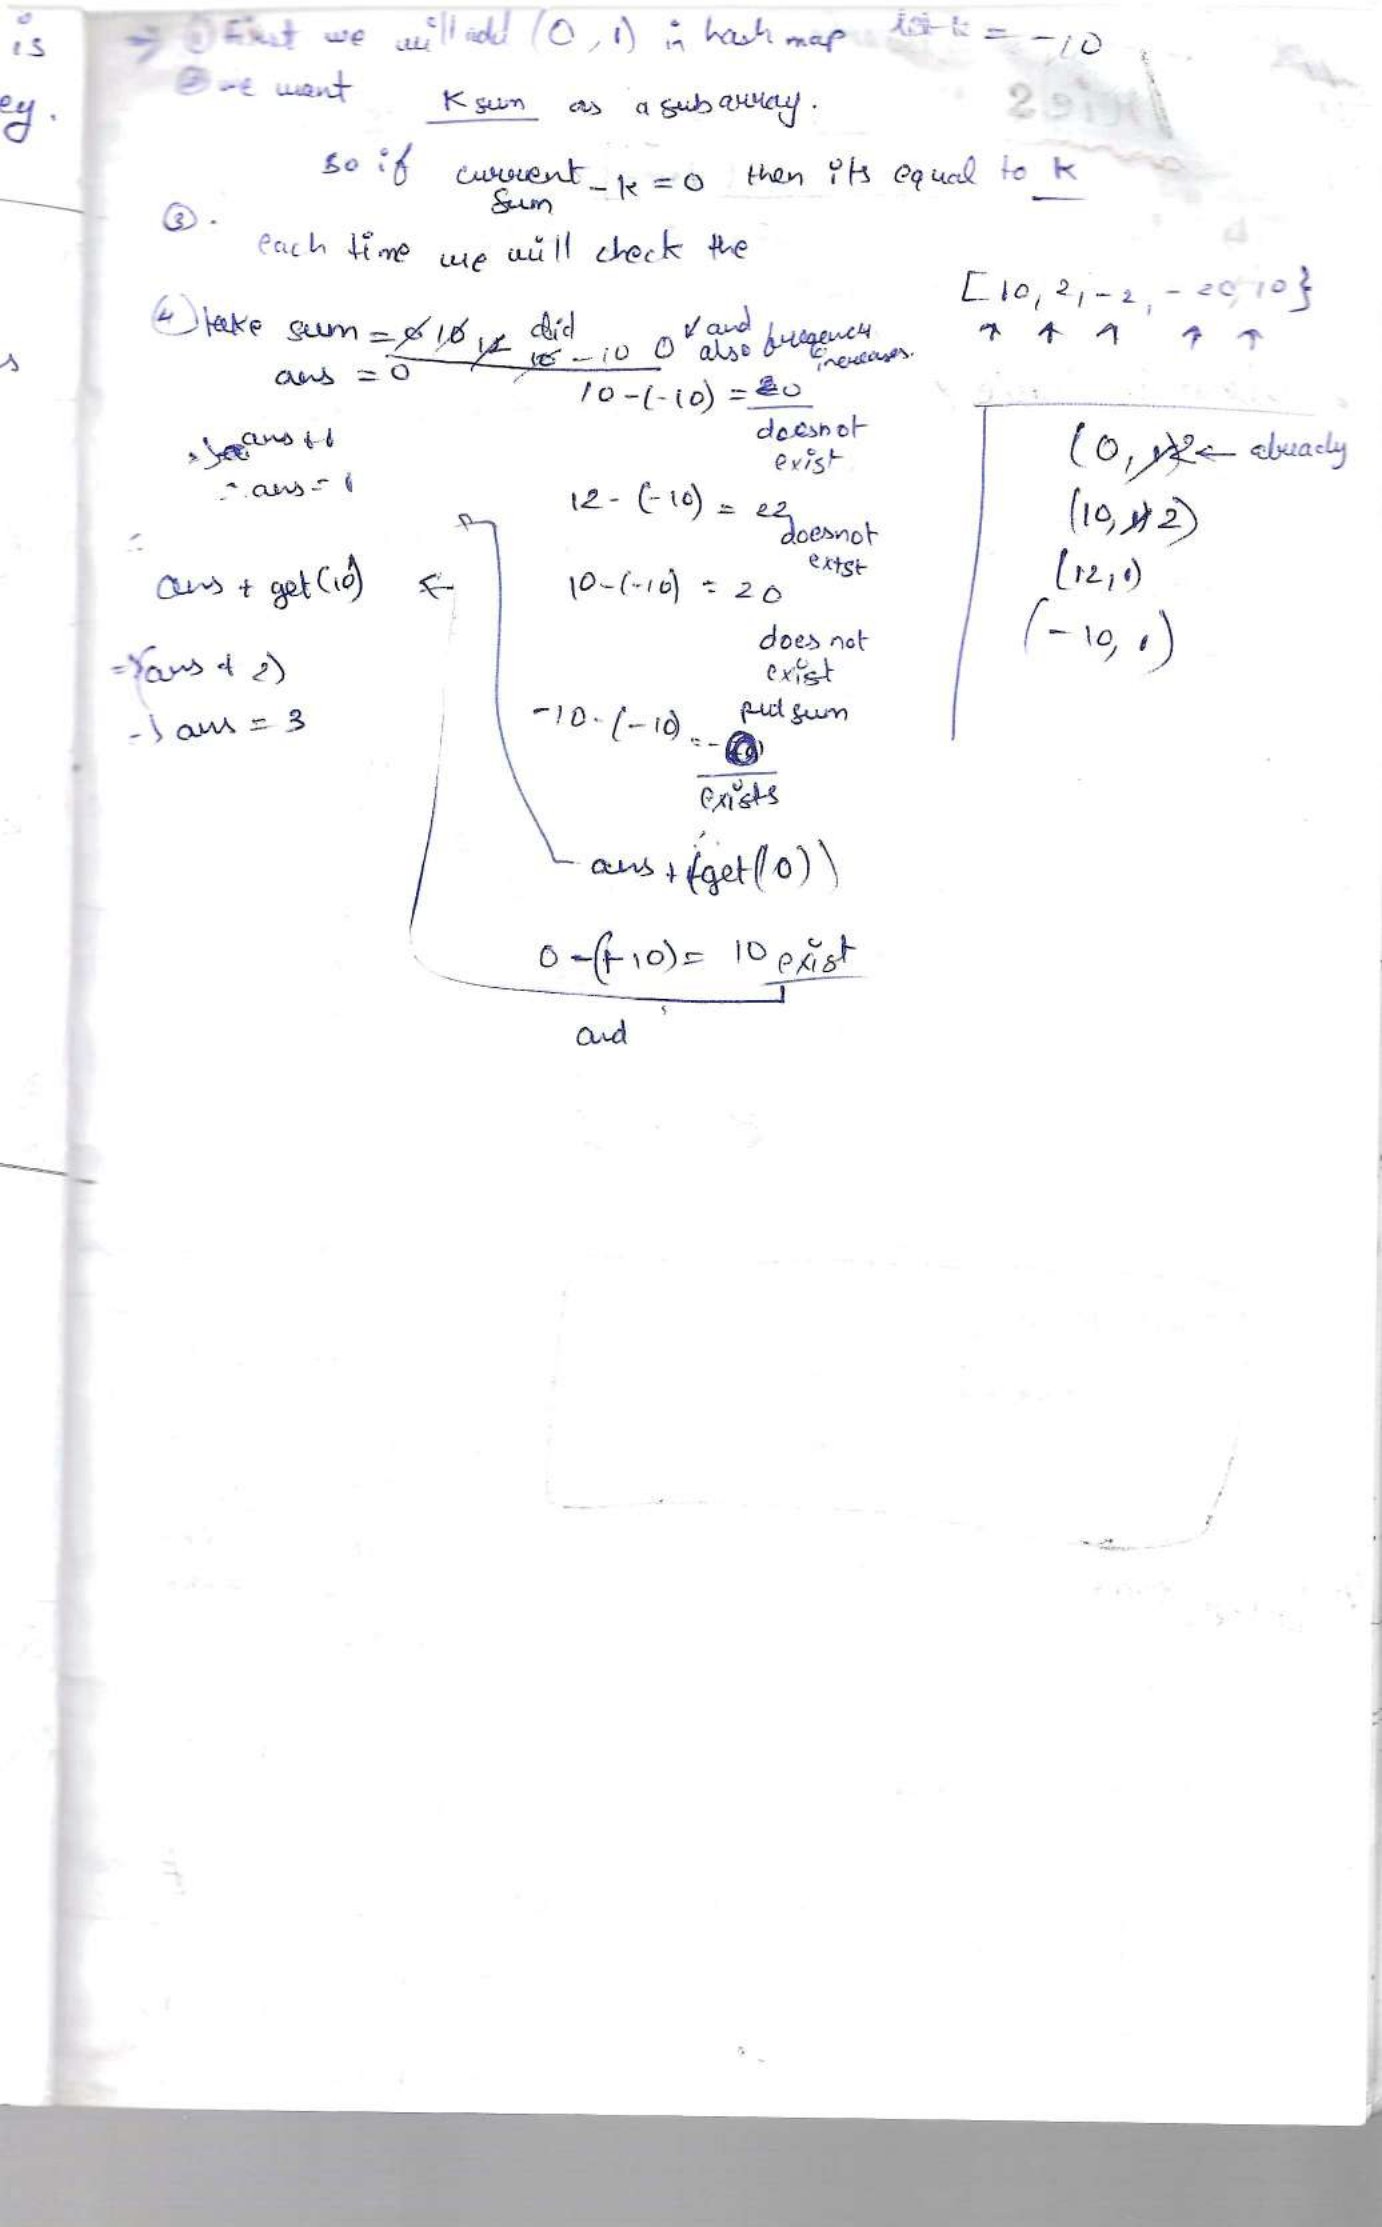 is
ey.
s
→ ① First we will add (0, 1) in hash map let k = -10
② we want K sum as a subarray.
so if current sum - k = 0 then its equal to K
③.
each time we will check the
[10, 2, -2, -20, 10}
④ take sum = 0 10 12 10 -10 0 and also frequency increases.
did
ans = 0
10-(-10) = 20
doesnot
exist
ans++
∴ ans = 1
12 - (-10) = 22
doesnot
exist
ans + get(10) ←
10-(-10) = 20
does not
exist
put sum
⇒ (ans + 2)
→ ans = 3
-10-(-10) = 0
exists
ans + (get(0))
0-(-10) = 10 exist
and
(0, 1 2 ← already
(10, 1 2)
(12, 1)
(-10, 1)